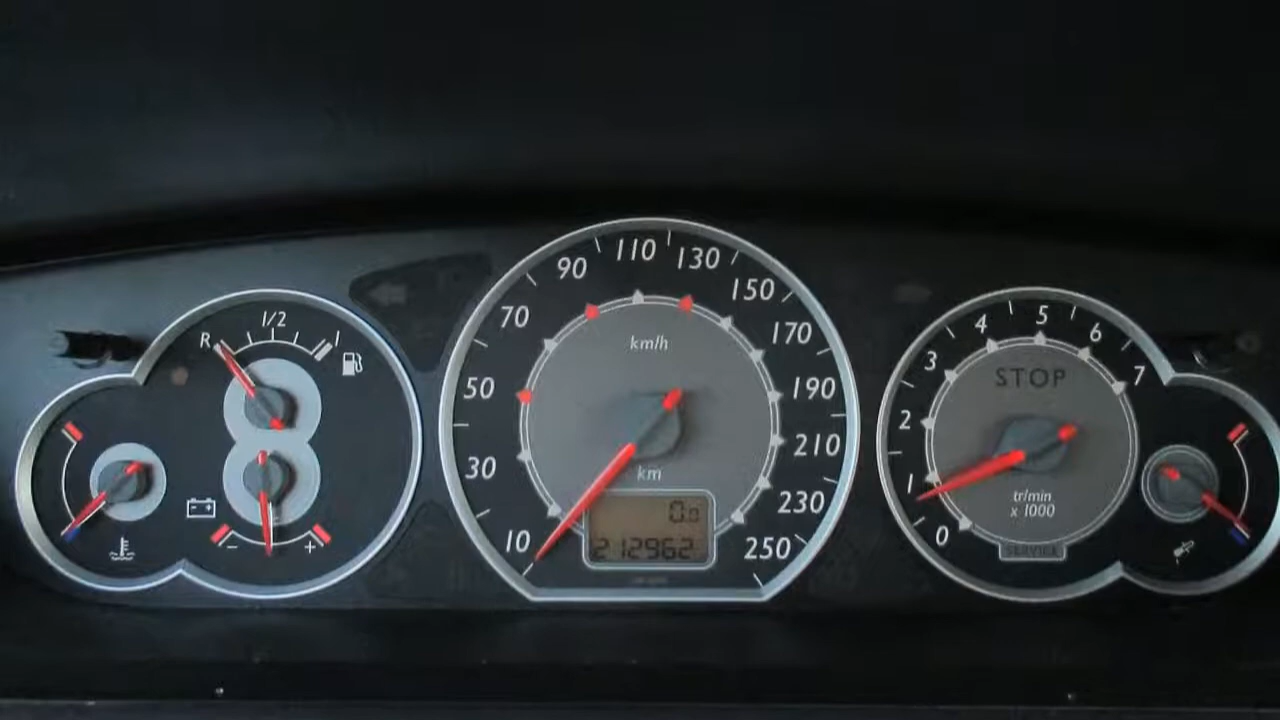 R 1/2 1
- +
10 30 50 70 90 110 130 150 170 190 210 230 250
km/h
km
0.0
212962
0 1 2 3 4 5 6 7
STOP
tr/min
x 1000
SERVICE